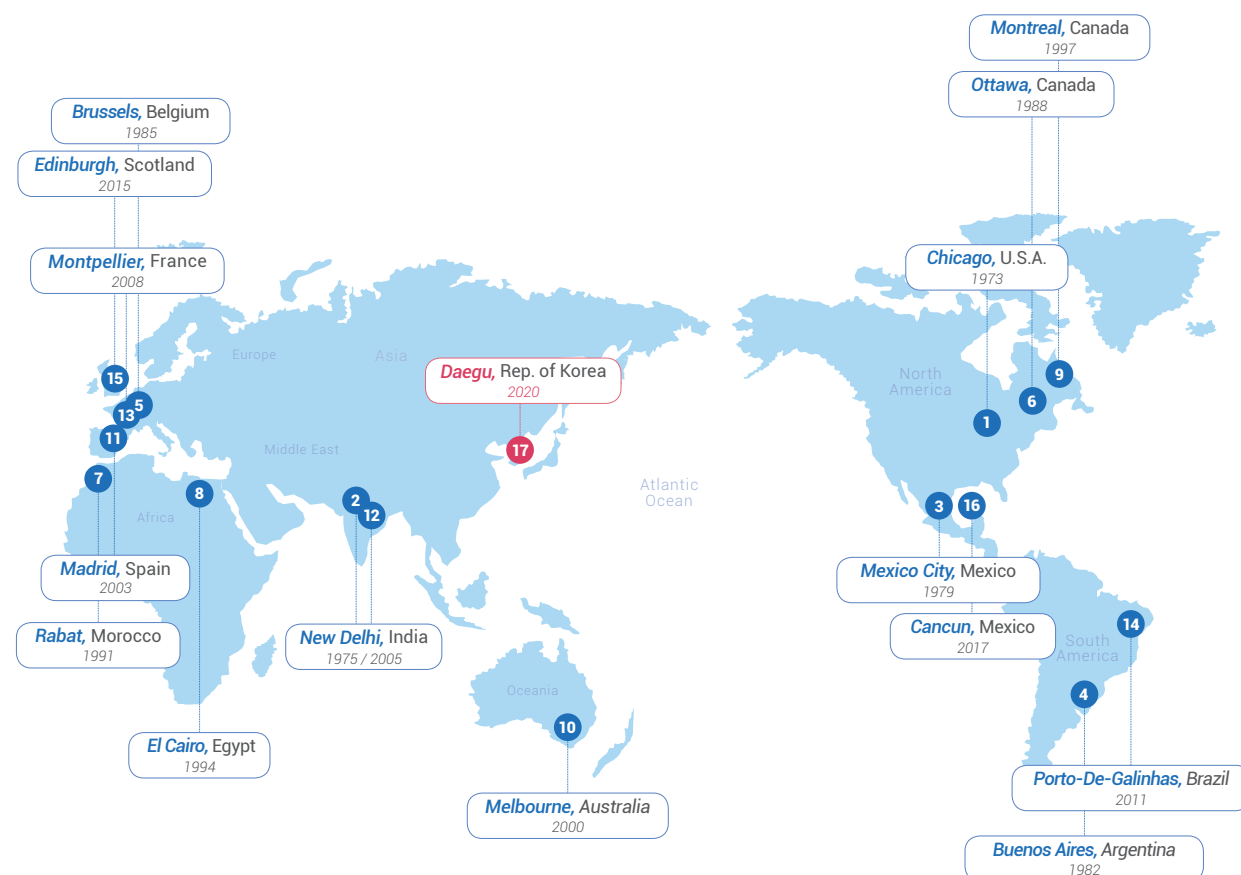 Montreal, Canada
1997
Ottawa, Canada
1988
Brussels, Belgium
1985
Edinburgh, Scotland
2015
Montpellier, France
2008
Chicago, U.S.A.
1973
Europe
Asia
Daegu, Rep. of Korea
2020
North
America
15
5
13
11
9
6
1
17
Middle East
7
8
2
12
Africa
Atlantic
Ocean
3
16
Madrid, Spain
2003
Rabat, Morocco
1991
New Delhi, India
1975 / 2005
Mexico City, Mexico
1979
Cancun, Mexico
2017
South
America
14
4
Oceania
10
El Cairo, Egypt
1994
Melbourne, Australia
2000
Porto-De-Galinhas, Brazil
2011
Buenos Aires, Argentina
1982